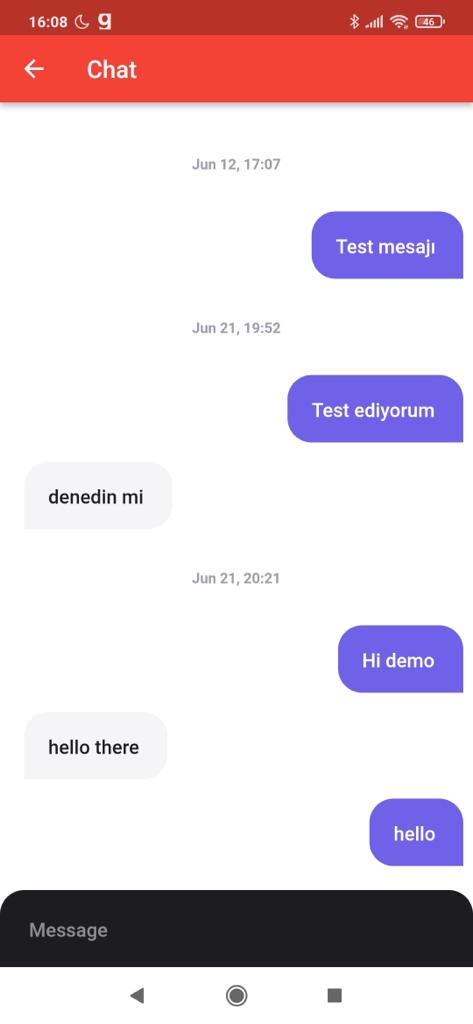 16:08
46
Chat
Jun 12, 17:07
Test mesajı
Jun 21, 19:52
Test ediyorum
denedin mi
Jun 21, 20:21
Hi demo
hello there
hello
Message